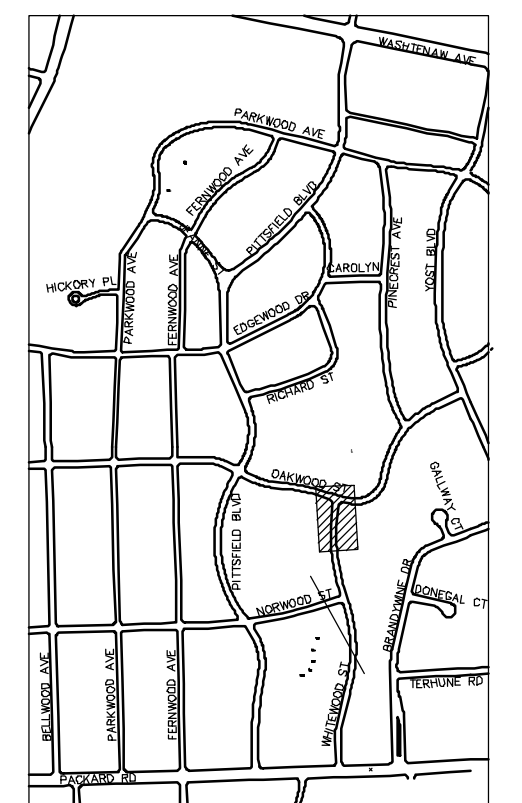 WASHTENAW AVE
PARKWOOD AVE
FERNWOOD AVE
PITTSFIELD BLVD
PINECREST AVE
YOST BLVD
PARKWOOD AVE
FERNWOOD AVE
CAROLYN
HICKORY PL
EDGEWOOD DR
RICHARD ST
OAKWOOD ST
GALLWAY CT
PITTSFIELD BLVD
BRANDYWINE DR
DONEGAL CT
NORWOOD ST
WHITEWOOD ST
TERHUNE RD
BELLWOOD AVE
PARKWOOD AVE
FERNWOOD AVE
PACKARD RD